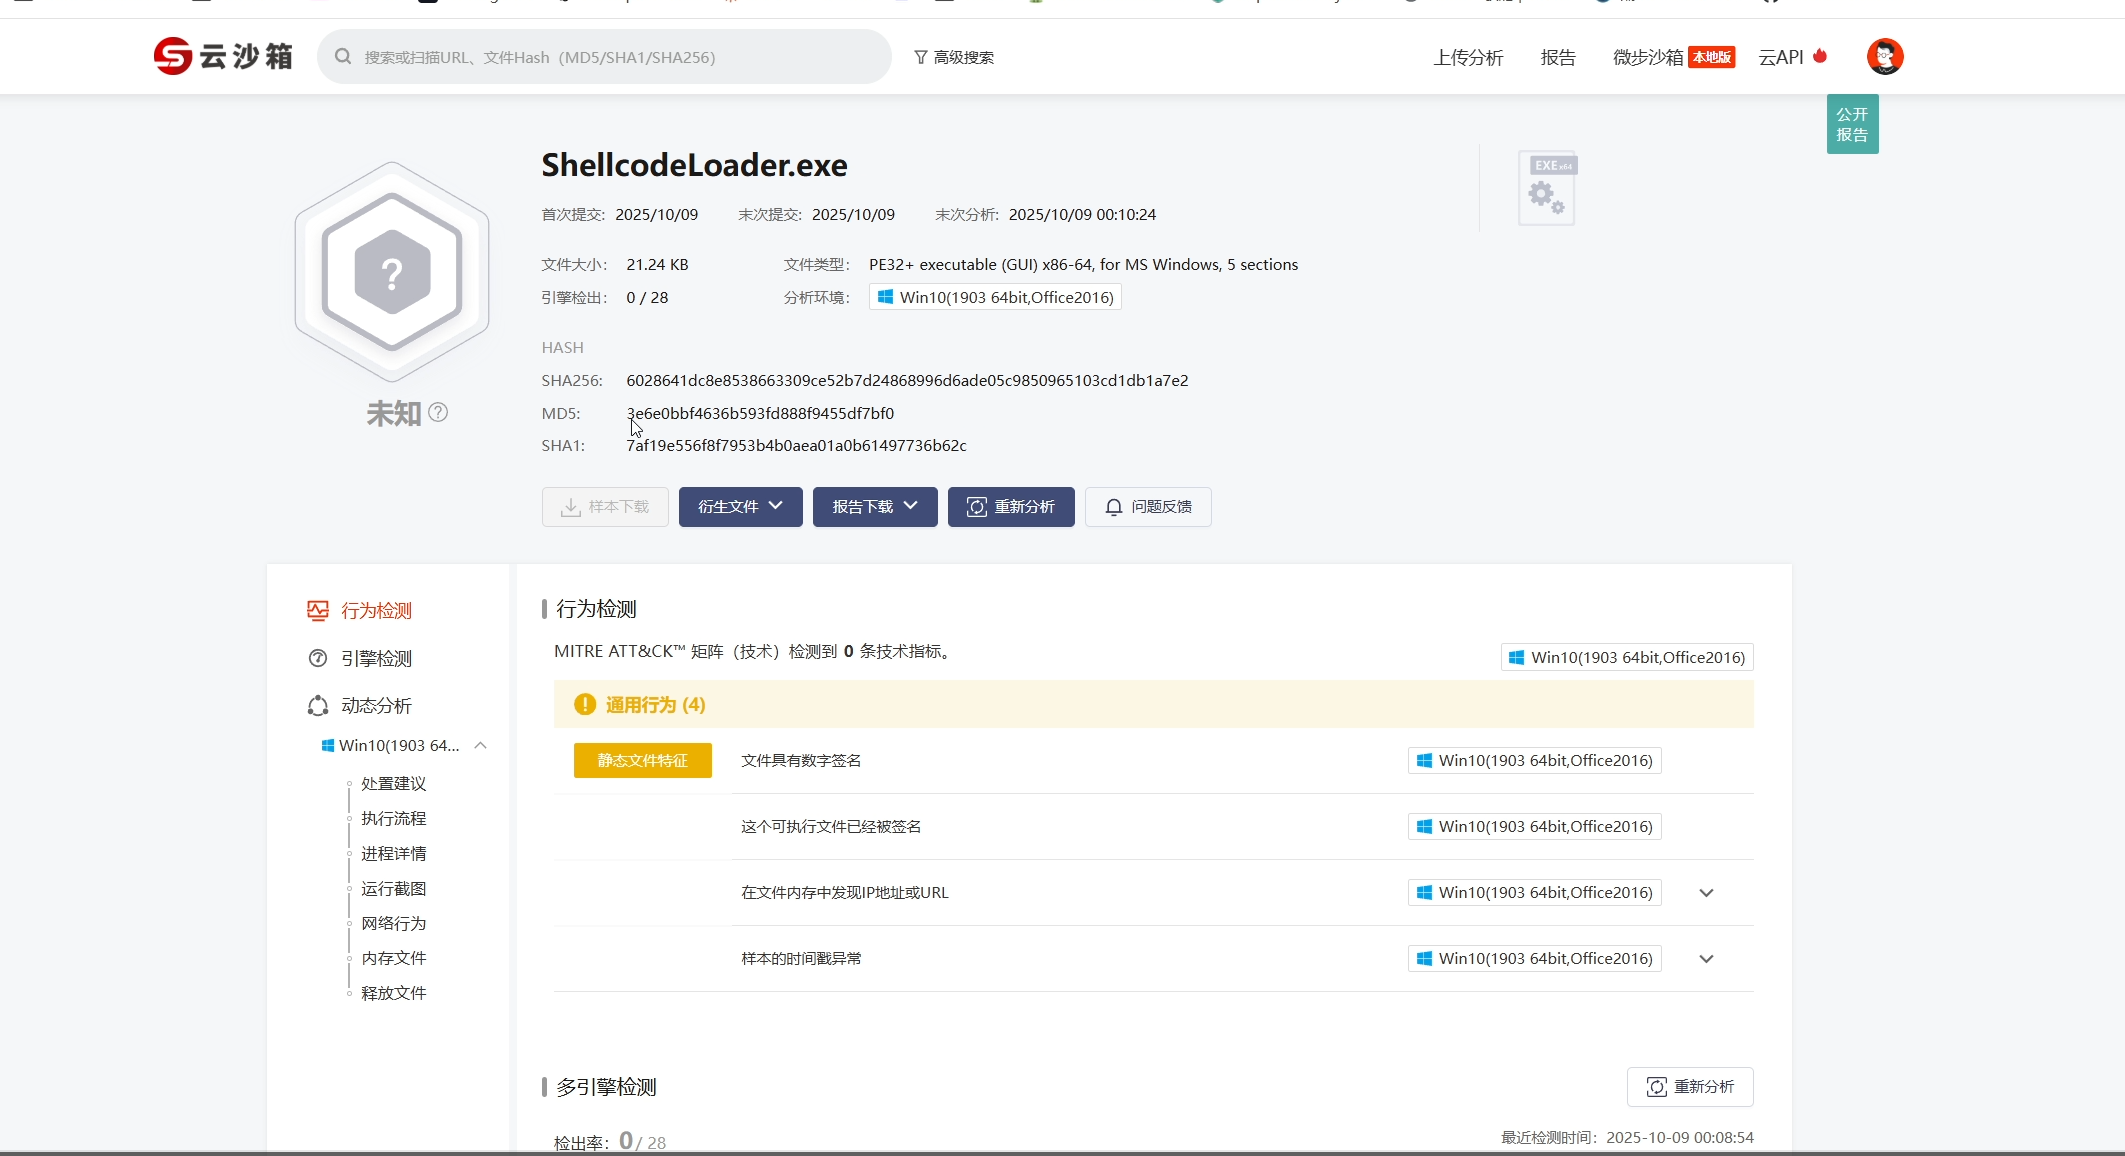 云沙箱
搜索或扫描URL、文件Hash（MD5/SHA1/SHA256）
高级搜索
上传分析
报告
微步沙箱 本地版
云API
公开
报告
ShellcodeLoader.exe
EXE x64
首次提交: 2025/10/09 末次提交: 2025/10/09 末次分析: 2025/10/09 00:10:24
文件大小: 21.24 KB 文件类型: PE32+ executable (GUI) x86-64, for MS Windows, 5 sections
引擎检出: 0 / 28 分析环境: Win10(1903 64bit,Office2016)
?
未知 ?
HASH
SHA256: 6028641dc8e8538663309ce52b7d24868996d6ade05c9850965103cd1db1a7e2
MD5: 3e6e0bbf4636b593fd888f9455df7bf0
SHA1: 7af19e556f8f7953b4b0aea01a0b61497736b62c
样本下载 衍生文件 报告下载 重新分析 问题反馈
行为检测
引擎检测
动态分析
Win10(1903 64...
处置建议
执行流程
进程详情
运行截图
网络行为
内存文件
释放文件
行为检测
MITRE ATT&CK™ 矩阵（技术）检测到 0 条技术指标。
Win10(1903 64bit,Office2016)
通用行为 (4)
静态文件特征 文件具有数字签名 Win10(1903 64bit,Office2016)
这个可执行文件已经被签名 Win10(1903 64bit,Office2016)
在文件内存中发现IP地址或URL Win10(1903 64bit,Office2016)
样本的时间戳异常 Win10(1903 64bit,Office2016)
多引擎检测
重新分析
检出率: 0 / 28
最近检测时间: 2025-10-09 00:08:54